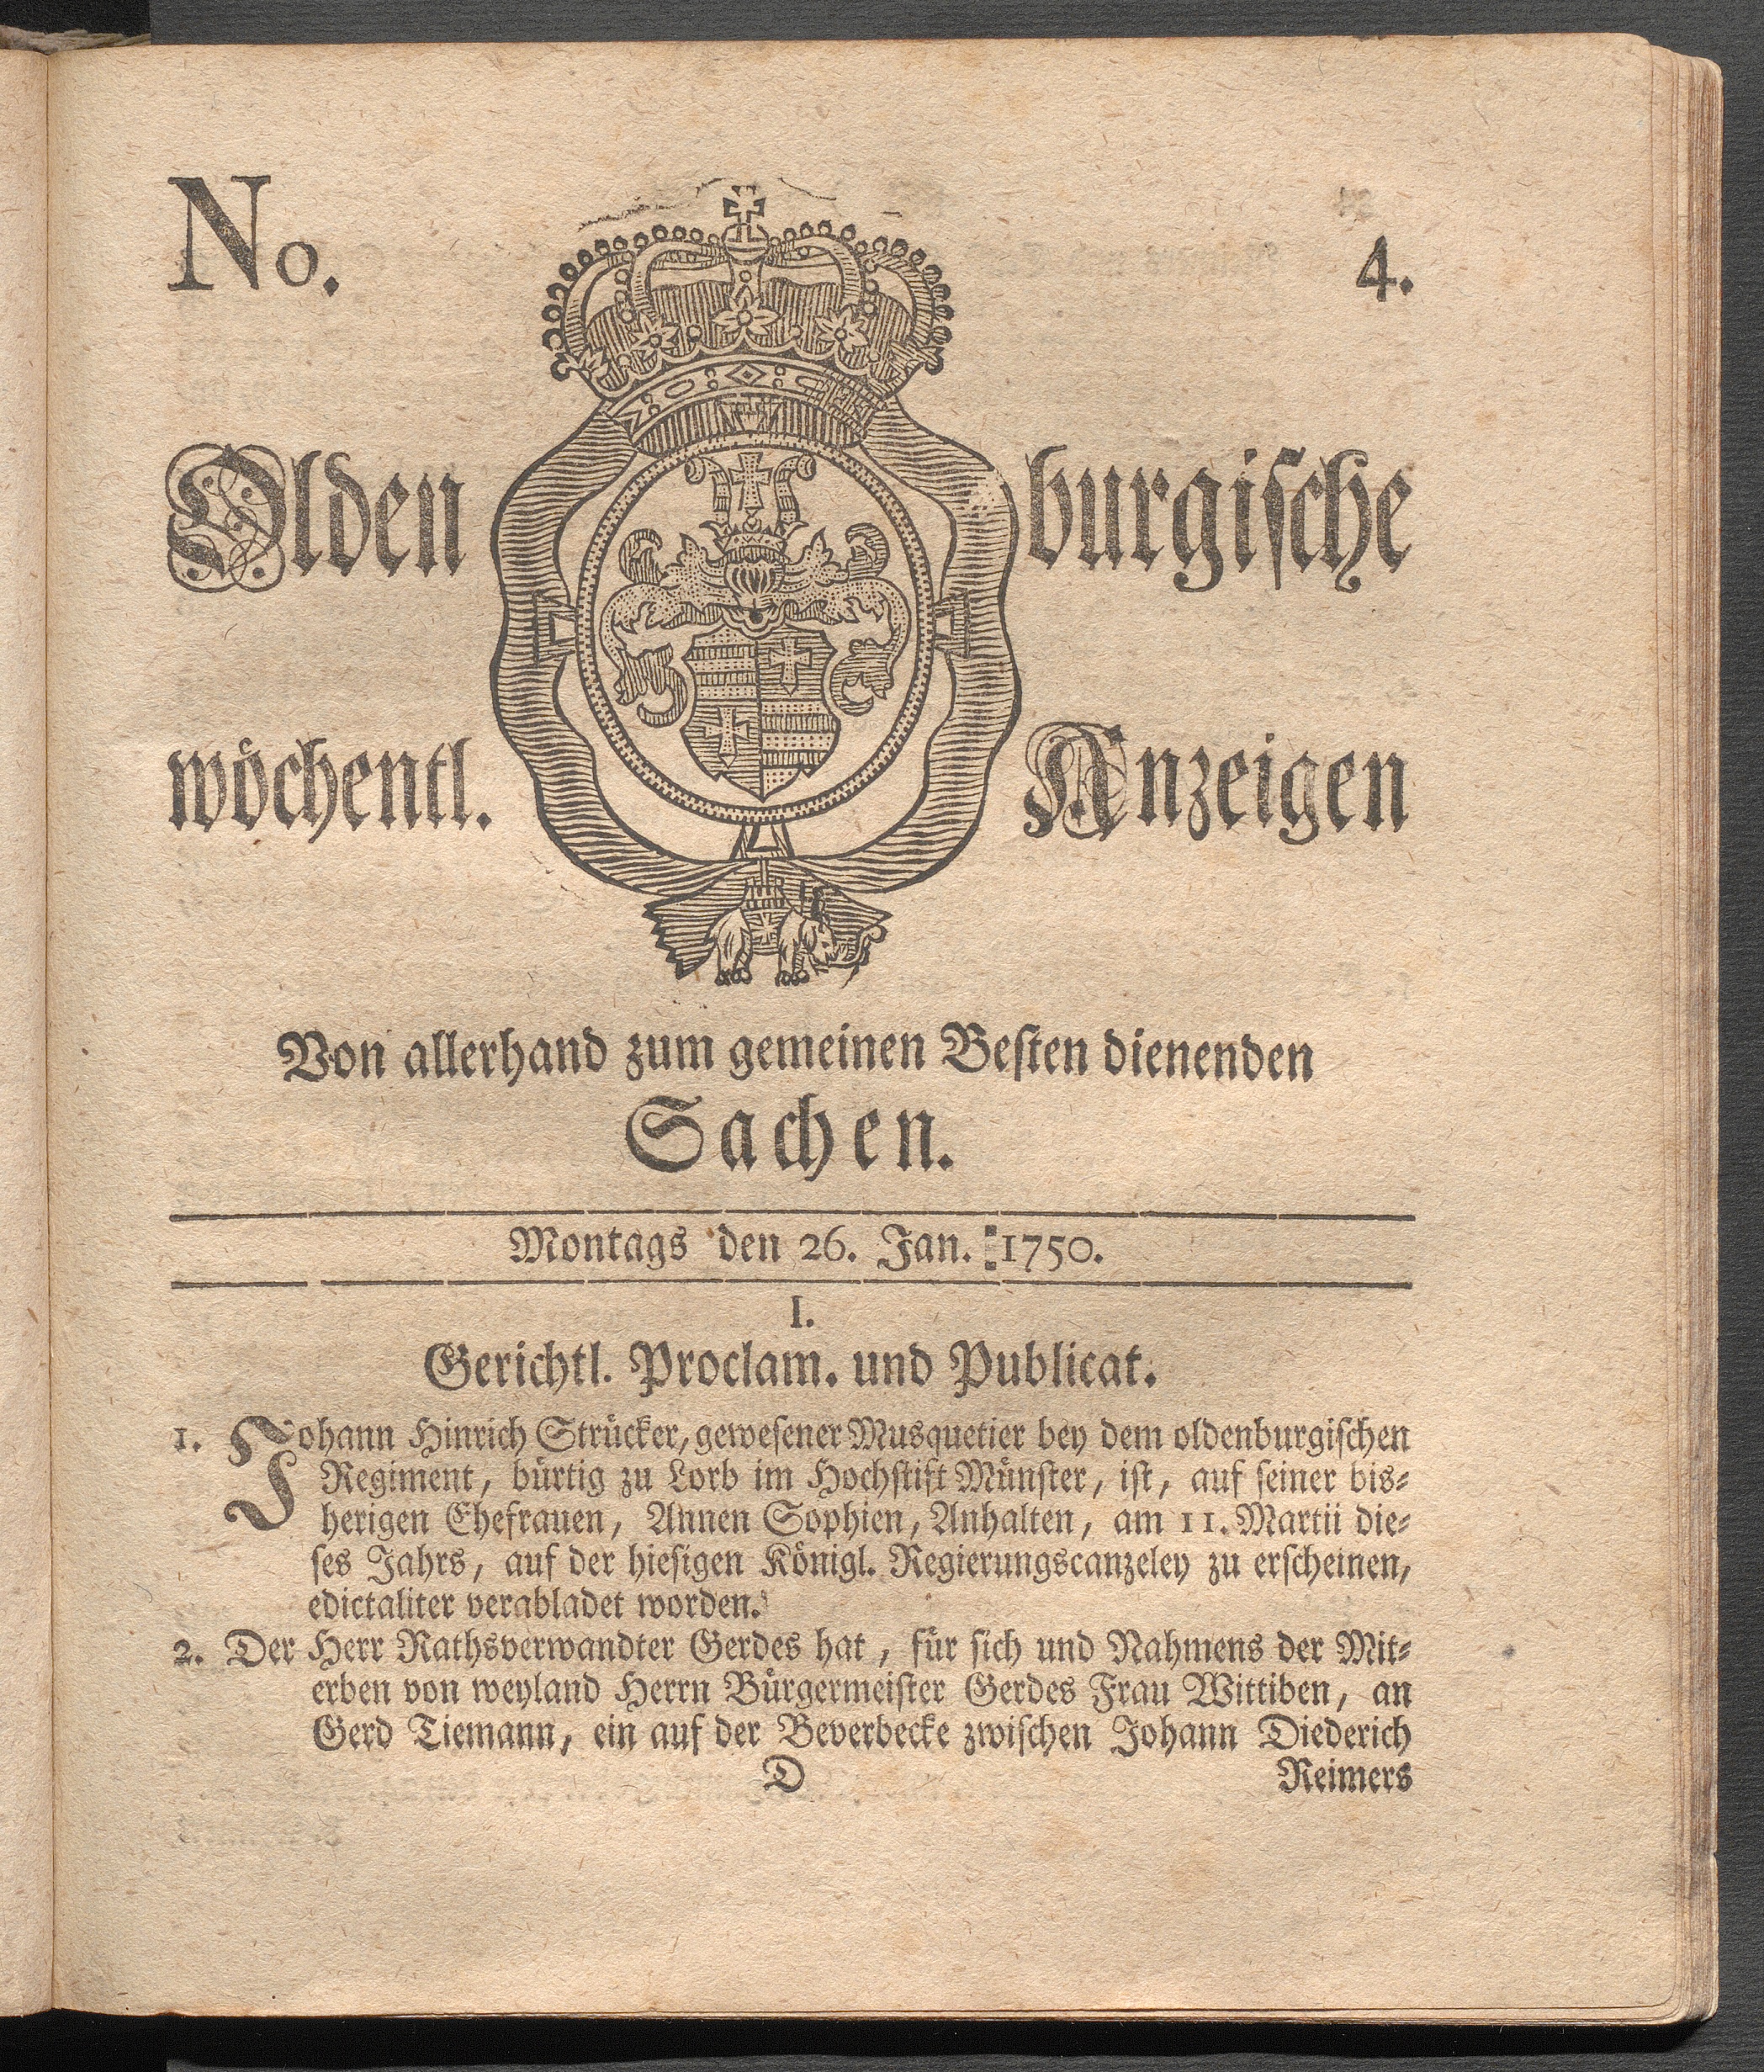 No. 4.
Oldenburgische
wöchentl. Anzeigen
Von allerhand zum gemeinen Besten dienenden
Sachen.
Montags den 26. Jan. 1750.
I.
Gerichtl. Proclam. und Publicat.
1. Johann Hinrich Strücker, gewesener Musquetier bey dem oldenburgischen
Regiment, bürtig zu Lorb im Hochstift Münster, ist, auf seiner bis-
herigen Ehefrauen, Annen Sophien, Anhalten, am 11. Martii die-
ses Jahrs, auf der hiesigen Königl. Regierungscanzeley zu erscheinen,
edictaliter verabladet worden.
2. Der Herr Rathsverwandter Gerdes hat, für sich und Nahmens der Mit-
erben von weyland Herrn Bürgermeister Gerdes Frau Wittiben, an
Gerd Tiemann, ein auf der Beverbecke zwischen Johann Diederich
D Reimers